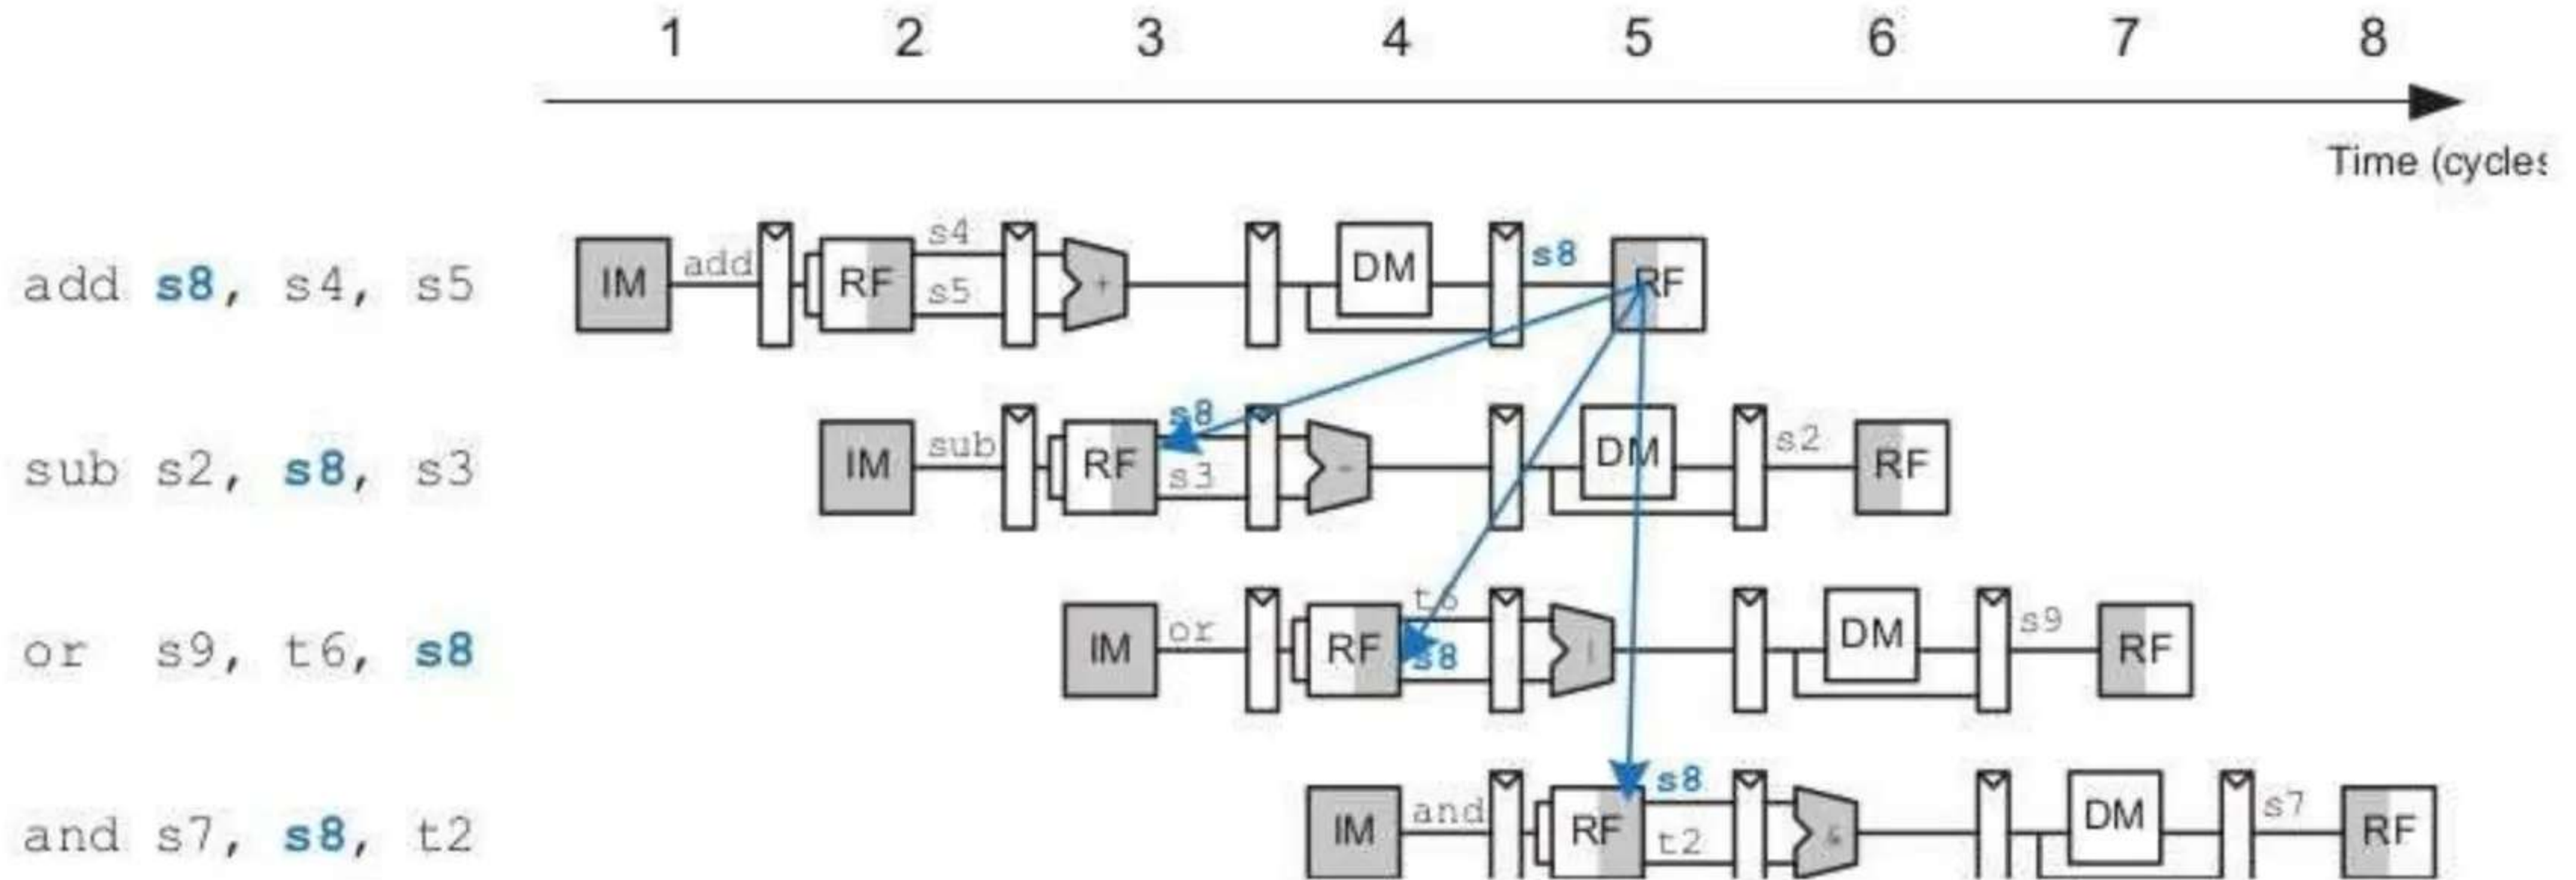 1 2 3 4 5 6 7 8
Time (cycles
add s8, s4, s5
IM add RF s4 s5 + DM s8 RF
sub s2, s8, s3
IM sub RF s8 s3 - DM s2 RF
or s9, t6, s8
IM or RF t6 s8 | DM s9 RF
and s7, s8, t2
IM and RF s8 t2 & DM s7 RF